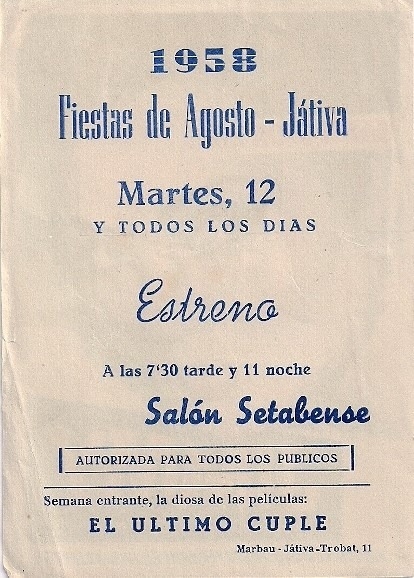 1958
Fiestas de Agosto - Játiva
Martes, 12
Y TODOS LOS DIAS
Estreno
A las 7'30 tarde y 11 noche
Salón Setabense
AUTORIZADA PARA TODOS LOS PUBLICOS
Semana entrante, la diosa de las películas:
EL ULTIMO CUPLE
Marbau - Játiva-Trobat, 11